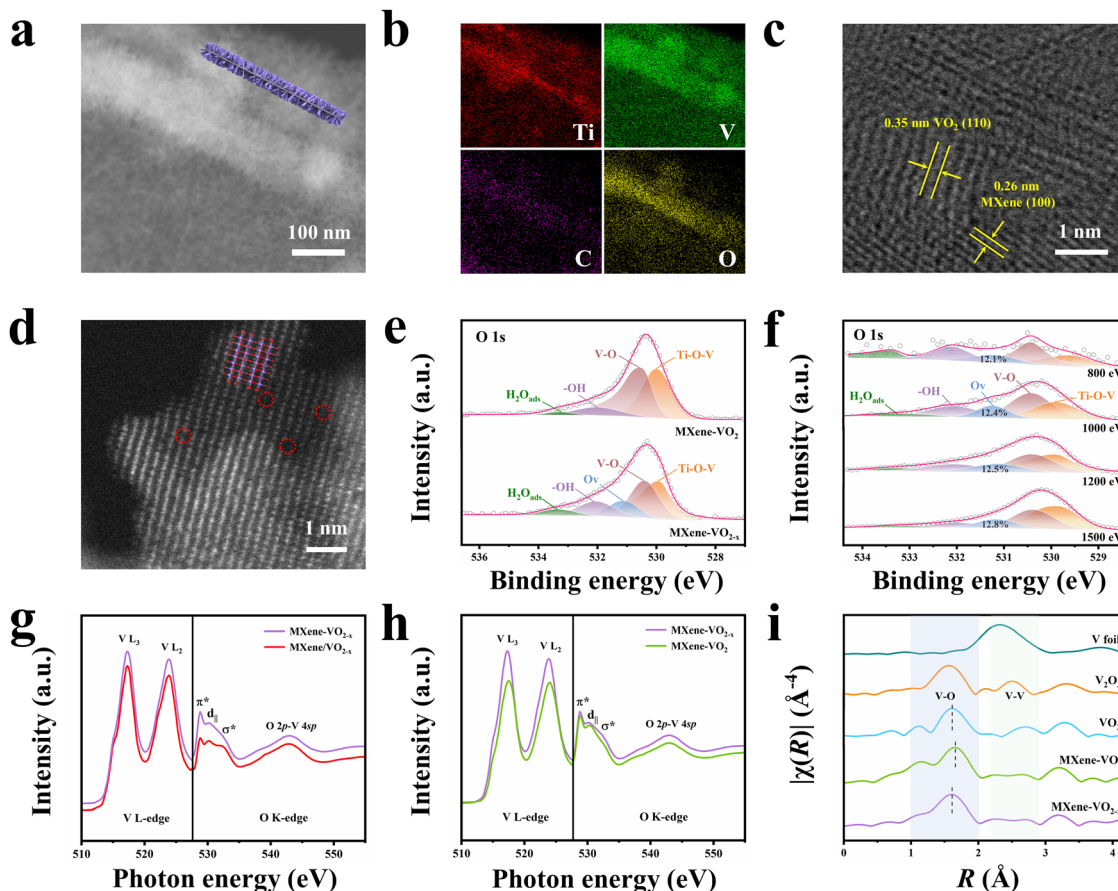 a
100 nm
b
Ti
V
C
O
c
0.35 nm VO₂ (110)
0.26 nm
MXene (100)
1 nm
d
1 nm
e
O 1s
V-O
Ti-O-V
-OH
H₂Oads
MXene-VO₂
V-O
Ti-O-V
Ov
-OH
H₂Oads
MXene-VO₂₋ₓ
Intensity (a.u.)
536
534
532
530
528
Binding energy (eV)
f
O 1s
12.1%
800 eV
V-O
Ov
-OH
Ti-O-V
H₂Oads
12.4%
1000 eV
12.5%
1200 eV
12.8%
1500 eV
Intensity (a.u.)
534
533
532
531
530
529
Binding energy (eV)
g
MXene-VO₂₋ₓ
MXene/VO₂₋ₓ
V L₃
V L₂
π*
d||
σ*
O 2p-V 4sp
V L-edge
O K-edge
Intensity (a.u.)
510
520
530
540
550
Photon energy (eV)
h
MXene-VO₂₋ₓ
MXene-VO₂
V L₃
V L₂
π*
d||
σ*
O 2p-V 4sp
V L-edge
O K-edge
Intensity (a.u.)
510
520
530
540
550
Photon energy (eV)
i
V foil
V-O
V-V
|χ(R)| (Å⁻⁴)
0
1
2
3
4
R (Å)